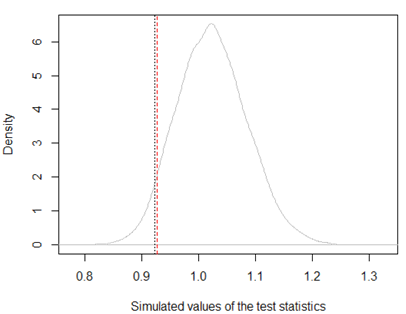 Density
6
5
4
3
2
1
0
0.8 0.9 1.0 1.1 1.2 1.3
Simulated values of the test statistics